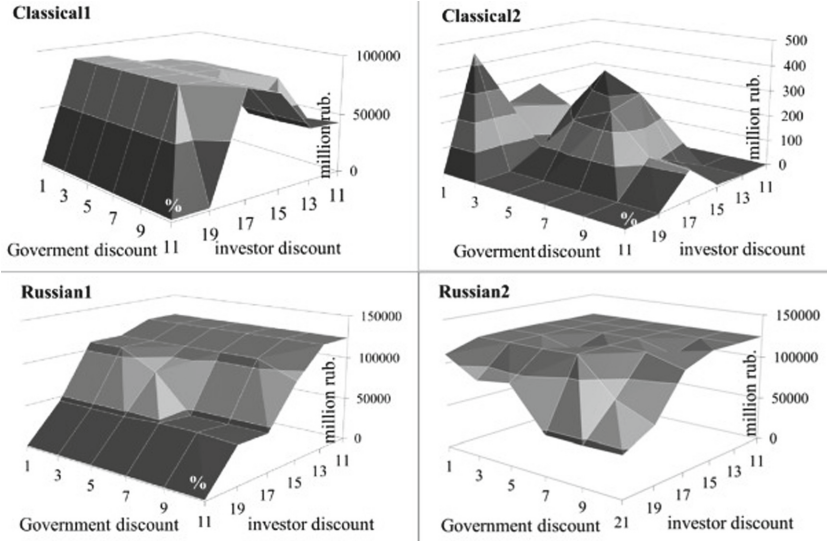 Classical1
100000
50000
0
million rub.
1 3 5 7 9 11
%
19 17 15 13 11
Goverment discount
investor discount
Classical2
500
400
300
200
100
0
million rub.
1 3 5 7 9 11
%
19 17 15 13 11
Govermentdiscount
investor discount
Russian1
150000
100000
50000
0
million rub.
1 3 5 7 9 11
%
19 17 15 13 11
Government discount
investor discount
Russian2
150000
100000
50000
0
million rub.
1 3 5 7 9 21
19 17 15 13 11
Government discount
investor discount